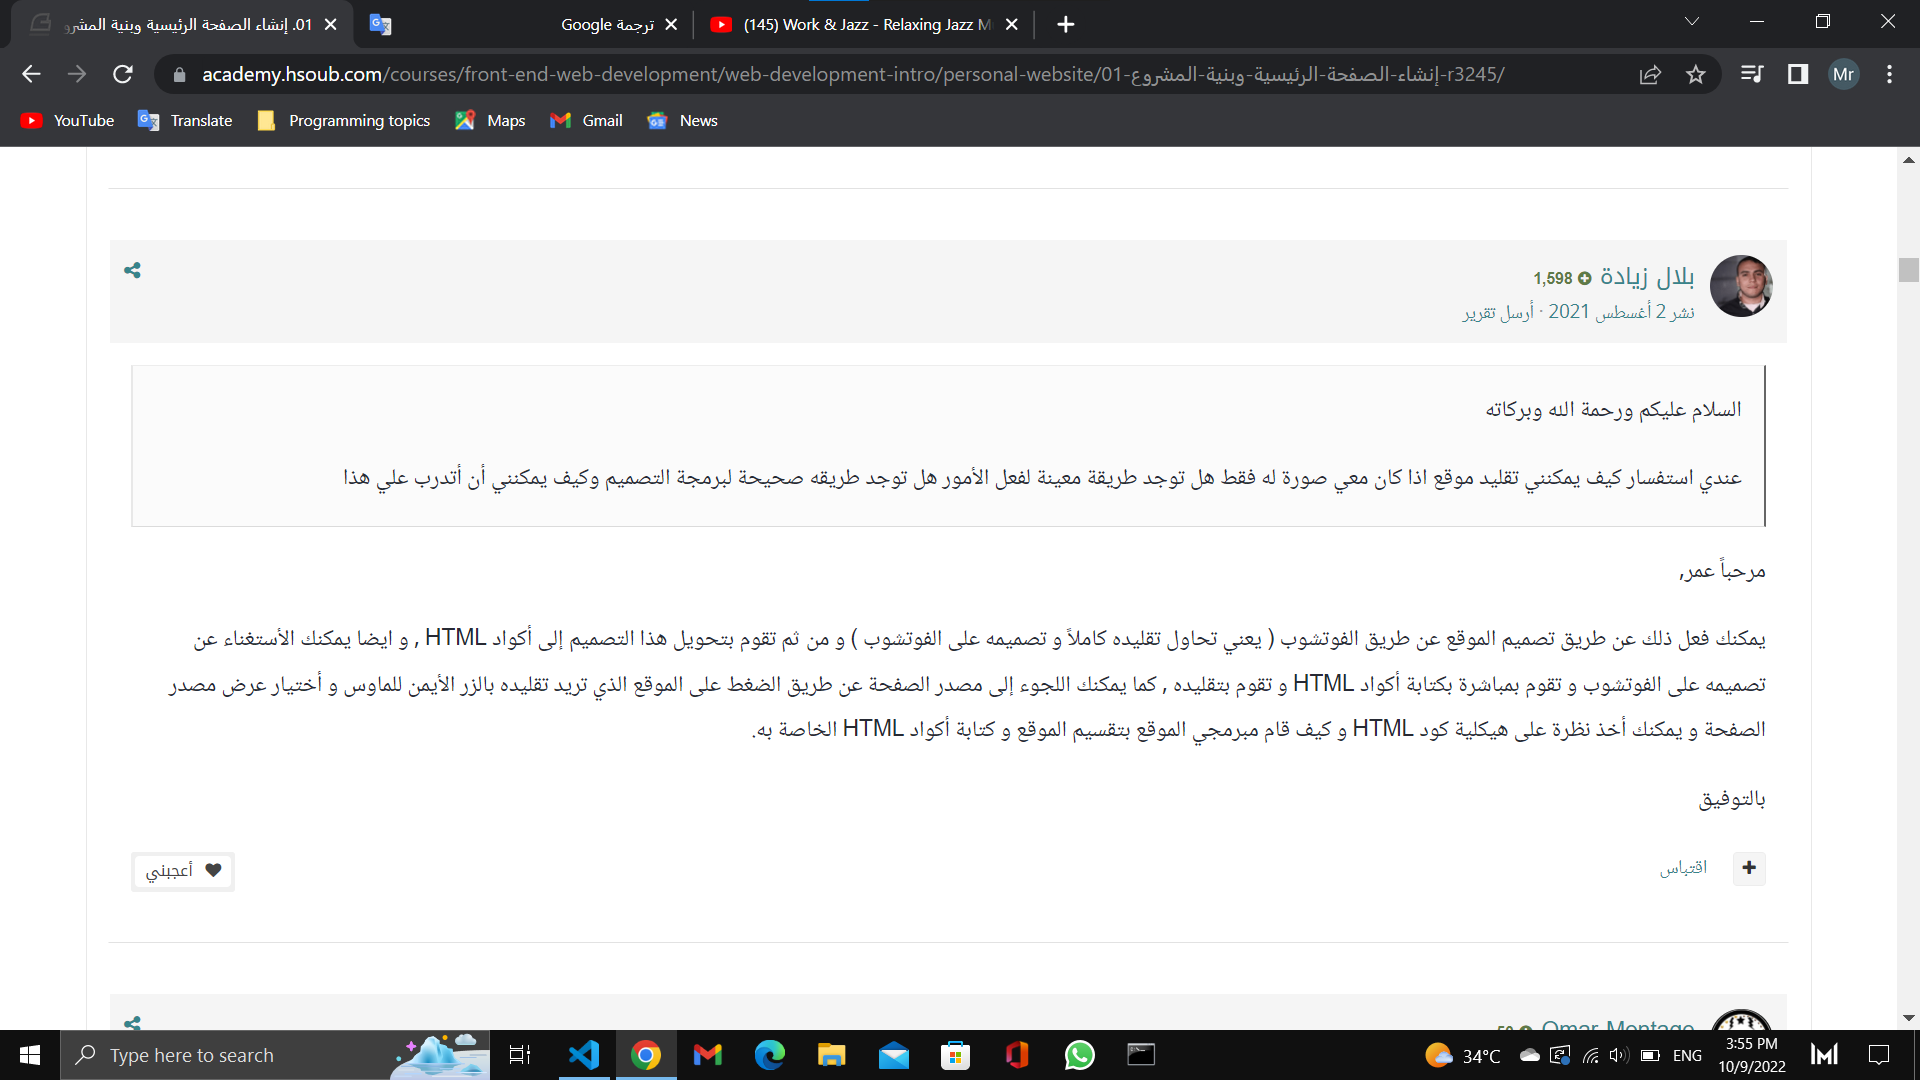 01. إنشاء الصفحة الرئيسية وبنية المشرو
ترجمة Google
(145) Work & Jazz - Relaxing Jazz M
academy.hsoub.com/courses/front-end-web-development/web-development-intro/personal-website/01-إنشاء-الصفحة-الرئيسية-وبنية-المشروع-r3245/
Mr
YouTube
Translate
Programming topics
Maps
Gmail
News
بلال زيادة 1,598
نشر 2 أغسطس 2021 · أرسل تقرير
السلام عليكم ورحمة الله وبركاته
عندي استفسار كيف يمكنني تقليد موقع اذا كان معي صورة له فقط هل توجد طريقة معينة لفعل الأمور هل توجد طريقه صحيحة لبرمجة التصميم وكيف يمكنني أن أتدرب علي هذا
مرحباً عمر,
يمكنك فعل ذلك عن طريق تصميم الموقع عن طريق الفوتشوب ( يعني تحاول تقليده كاملاً و تصميمه على الفوتشوب ) و من ثم تقوم بتحويل هذا التصميم إلى أكواد HTML , و ايضا يمكنك الأستغناء عن
تصميمه على الفوتشوب و تقوم بمباشرة بكتابة أكواد HTML و تقوم بتقليده , كما يمكنك اللجوء إلى مصدر الصفحة عن طريق الضغط على الموقع الذي تريد تقليده بالزر الأيمن للماوس و أختيار عرض مصدر
الصفحة و يمكنك أخذ نظرة على هيكلية كود HTML و كيف قام مبرمجي الموقع بتقسيم الموقع و كتابة أكواد HTML الخاصة به.
بالتوفيق
اقتباس
أعجبني
Omar Montage 50
Type here to search
34°C
ENG
3:55 PM
10/9/2022